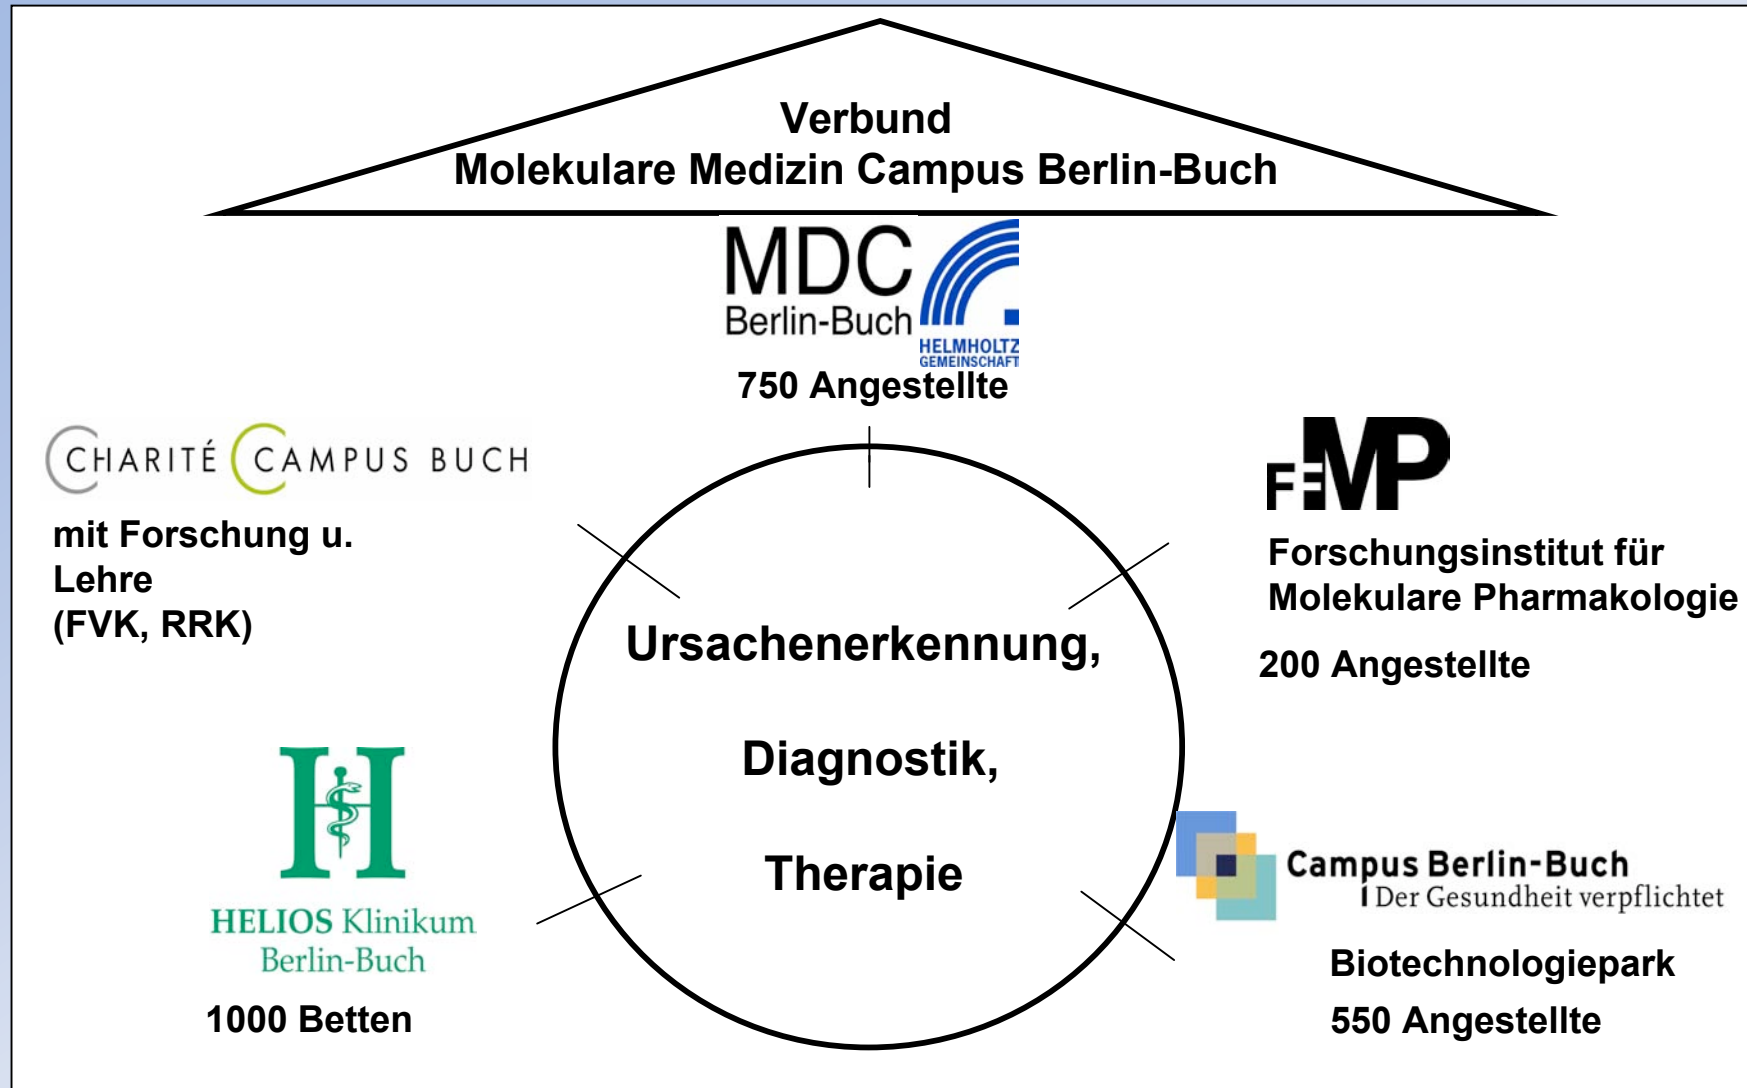 Verbund
Molekulare Medizin Campus Berlin-Buch
MDC
Berlin-Buch
HELMHOLTZ
GEMEINSCHAFT
750 Angestellte
CHARITÉ CAMPUS BUCH
mit Forschung u.
Lehre
(FVK, RRK)
FMP
Forschungsinstitut für
Molekulare Pharmakologie
200 Angestellte
Ursachenerkennung,
Diagnostik,
Therapie
HELIOS Klinikum
Berlin-Buch
1000 Betten
Campus Berlin-Buch
Der Gesundheit verpflichtet
Biotechnologiepark
550 Angestellte